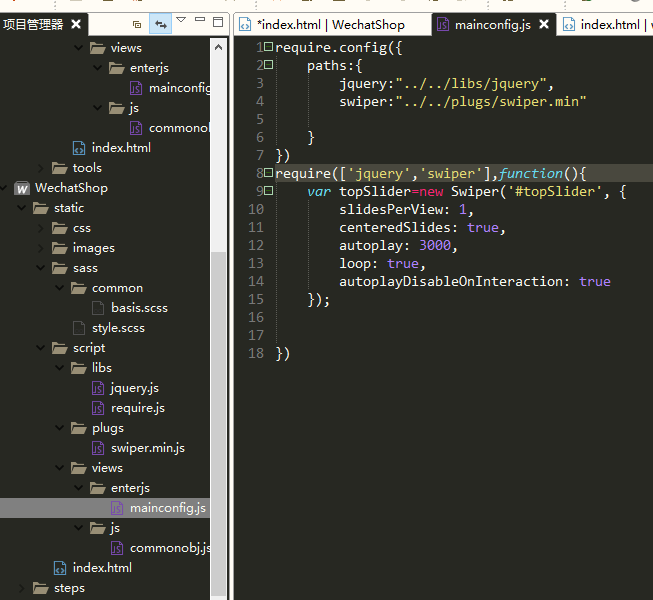 项目管理器
views
enterjs
mainconfig
js
commonobj
index.html
tools
WechatShop
static
css
images
sass
common
basis.scss
style.scss
script
libs
jquery.js
require.js
plugs
swiper.min.js
views
enterjs
mainconfig.js
js
commonobj.js
index.html
steps
*index.html | WechatShop
mainconfig.js
index.html |
1 require.config({
2 paths:{
3 jquery:"../../libs/jquery",
4 swiper:"../../plugs/swiper.min"
5
6 }
7 })
8 require(['jquery','swiper'],function(){
9 var topSlider=new Swiper('#topSlider', {
10 slidesPerView: 1,
11 centeredSlides: true,
12 autoplay: 3000,
13 loop: true,
14 autoplayDisableOnInteraction: true
15 });
16
17
18 })